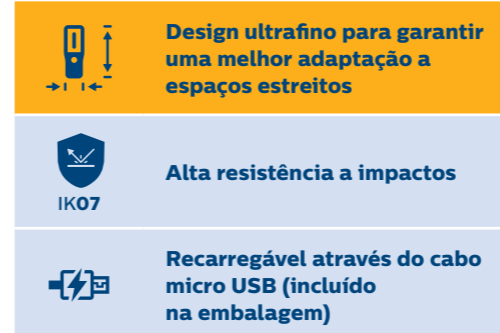 Design ultrafino para garantir
uma melhor adaptação a
espaços estreitos
Alta resistência a impactos
IK07
Recarregável através do cabo
micro USB (incluído
na embalagem)